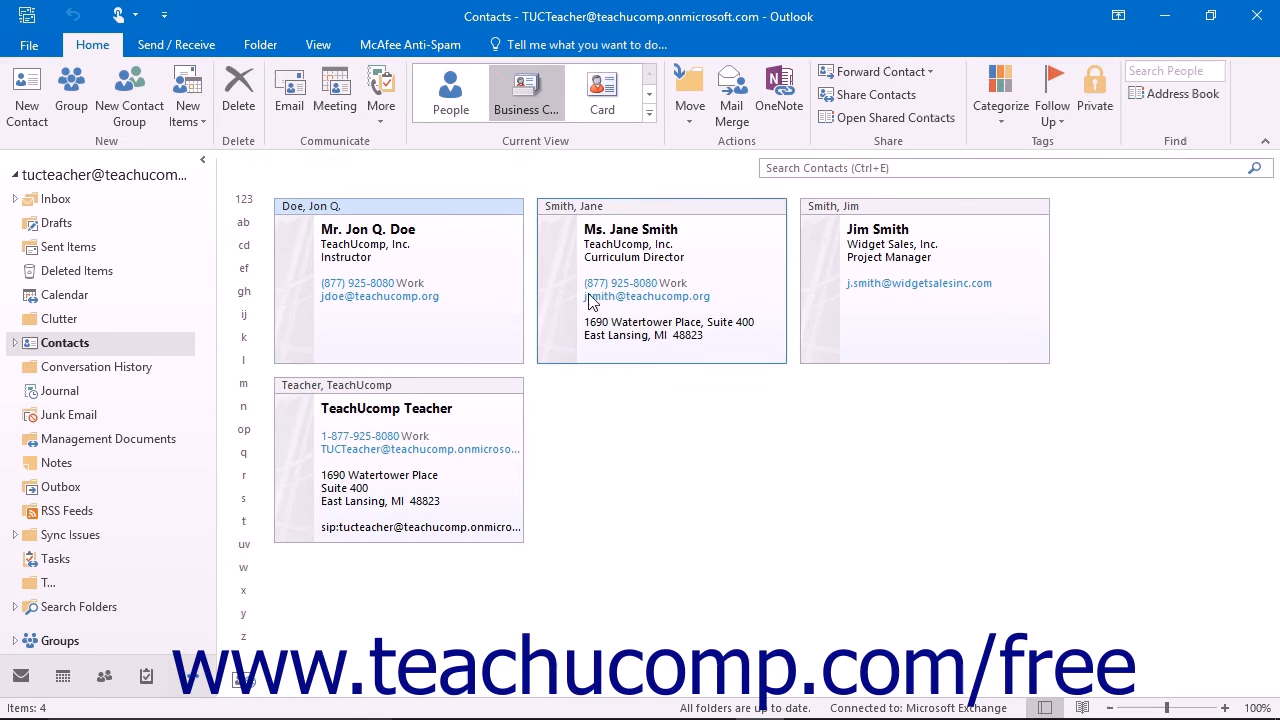 Contacts - TUCTeacher@teachucomp.onmicrosoft.com - Outlook
File Home Send / Receive Folder View McAfee Anti-Spam Tell me what you want to do...
New Contact
Group
New Contact Group
New Items
New
Delete
Delete
Email
Meeting
More
Communicate
People
Business C...
Card
Current View
Move
Mail Merge
OneNote
Actions
Forward Contact
Share Contacts
Open Shared Contacts
Share
Categorize
Follow Up
Private
Tags
Search People
Address Book
Find
tucteacher@teachucom...
Inbox
Drafts
Sent Items
Deleted Items
Calendar
Clutter
Contacts
Conversation History
Journal
Junk Email
Management Documents
Notes
Outbox
RSS Feeds
Sync Issues
Tasks
T...
Search Folders
Groups
Search Contacts (Ctrl+E)
123
ab
cd
ef
gh
ij
k
l
m
n
op
q
r
s
t
uv
w
x
y
z
Doe, Jon Q.
Mr. Jon Q. Doe
TeachUcomp, Inc.
Instructor
(877) 925-8080 Work
jdoe@teachucomp.org
Smith, Jane
Ms. Jane Smith
TeachUcomp, Inc.
Curriculum Director
(877) 925-8080 Work
jsmith@teachucomp.org
1690 Watertower Place, Suite 400
East Lansing, MI 48823
Smith, Jim
Jim Smith
Widget Sales, Inc.
Project Manager
j.smith@widgetsalesinc.com
Teacher, TeachUcomp
TeachUcomp Teacher
1-877-925-8080 Work
TUCTeacher@teachucomp.onmicroso...
1690 Watertower Place
Suite 400
East Lansing, MI 48823
sip:tucteacher@teachucomp.onmicro...
www.teachucomp.com/free
Items: 4
All folders are up to date.
Connected to: Microsoft Exchange
100%